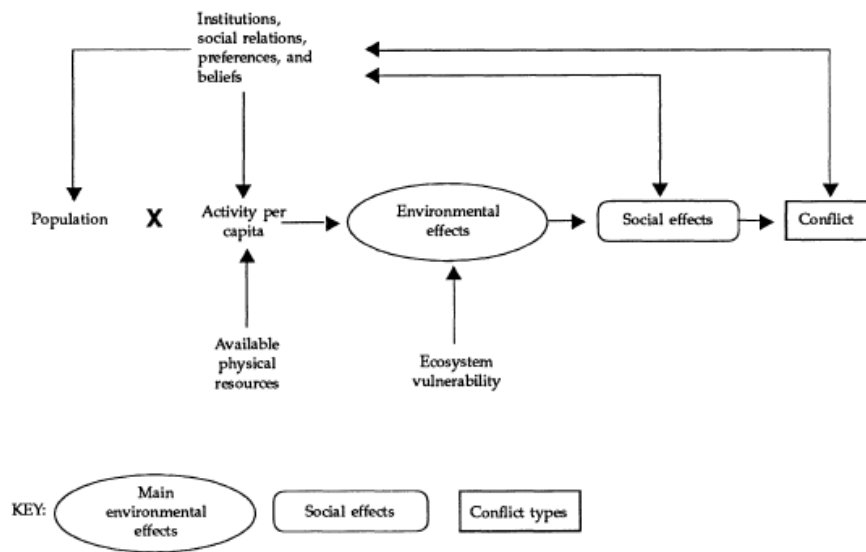 Institutions,
social relations,
preferences, and
beliefs
Population
X
Activity per
capita
Environmental
effects
Social effects
Conflict
Available
physical
resources
Ecosystem
vulnerability
KEY:
Main
environmental
effects
Social effects
Conflict types